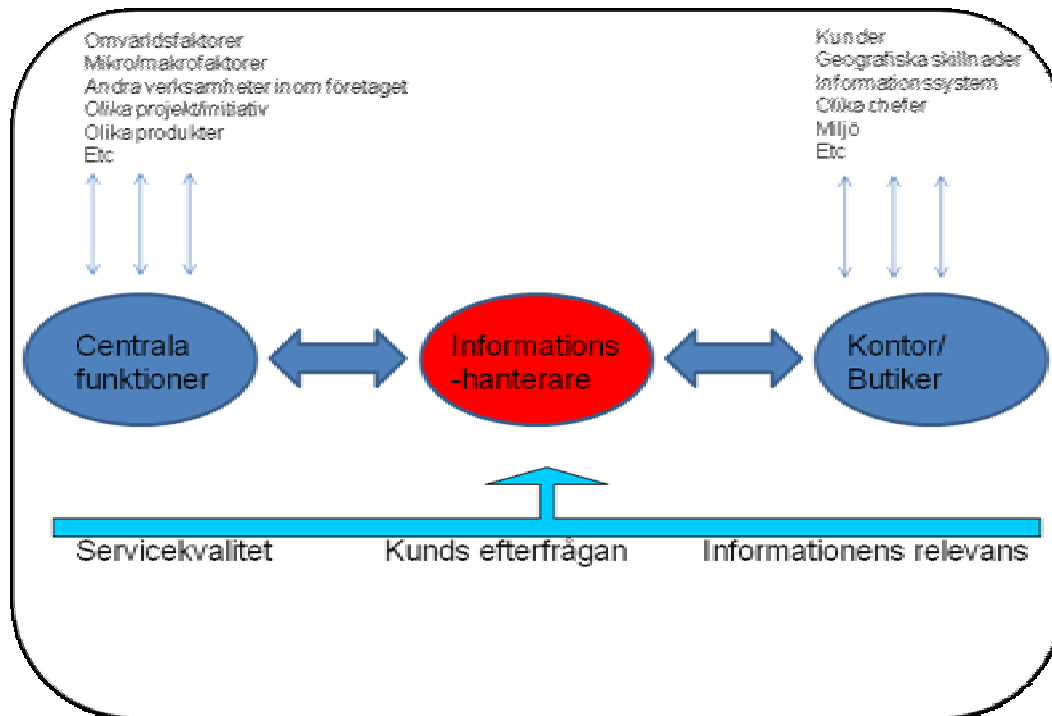 Omvärldsfaktorer
Mikro/makrofaktorer
Andra verksamheter inom företaget
Olika projekt/initiativ
Olika produkter
Etc
Kunder
Geografiska skillnader
Informationssystem
Olika chefer
Miljö
Etc
Centrala
funktioner
Informations
-hanterare
Kontor/
Butiker
Servicekvalitet
Kunds efterfrågan
Informationens relevans